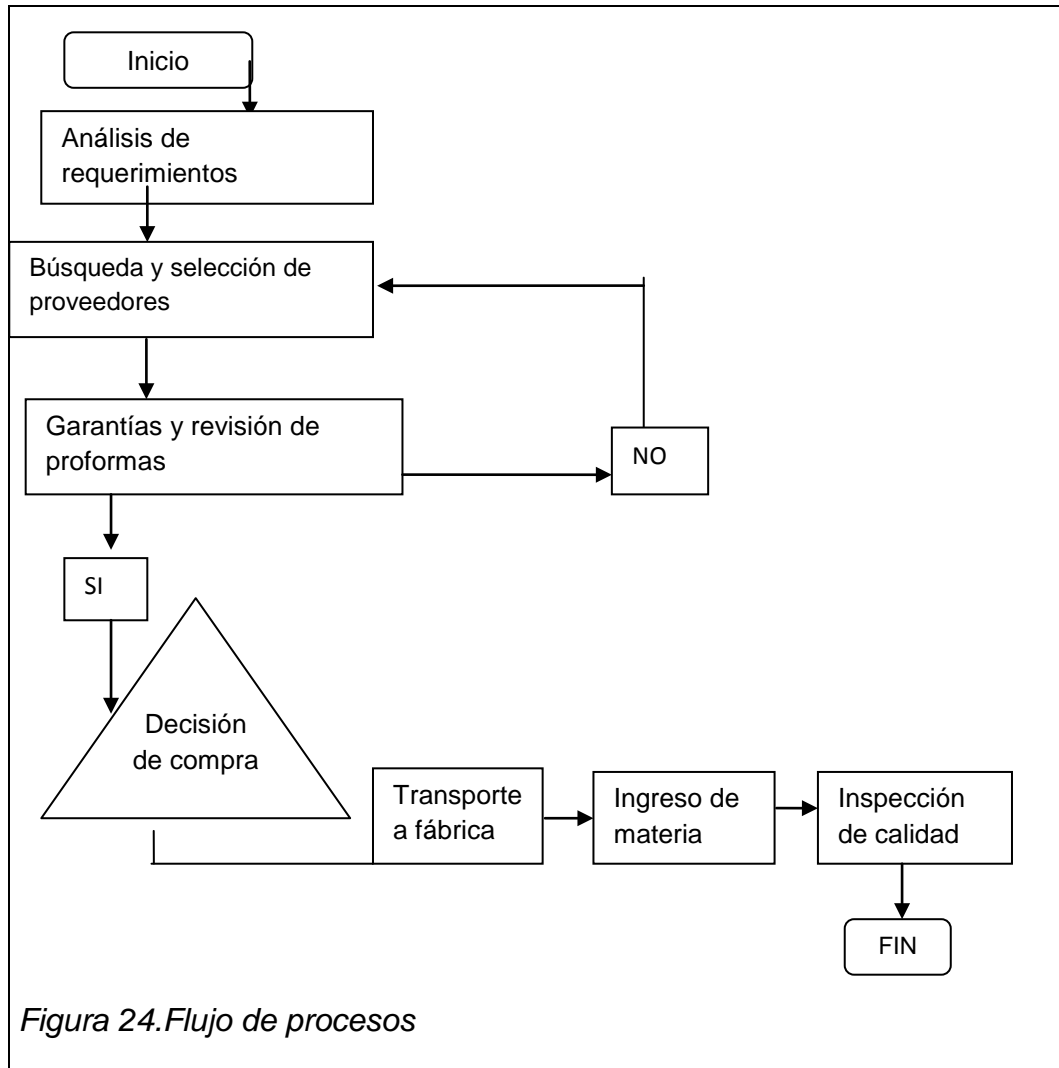 Inicio
Análisis de
requerimientos
Búsqueda y selección de
proveedores
Garantías y revisión de
proformas
NO
SI
Decisión
de compra
Transporte
a fábrica
Ingreso de
materia
Inspección
de calidad
FIN
Figura 24.Flujo de procesos